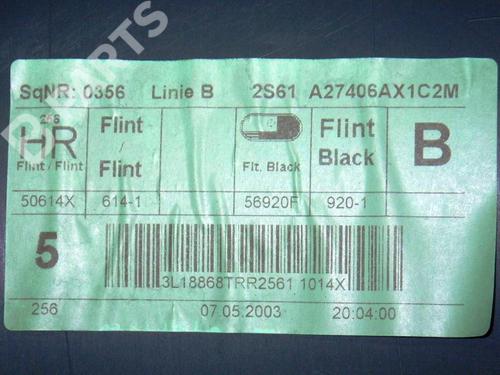 B-PARTS
SqNR: 0356 Linie B 2S61 A27406AX1C2M
256
HR
Flint / Flint
Flint
Flint
Flt. Black
Flint
Black
B
50614X 614-1 56920F 920-1
5
3L18868TRR2561 1014X
256 07.05.2003 20:04:00